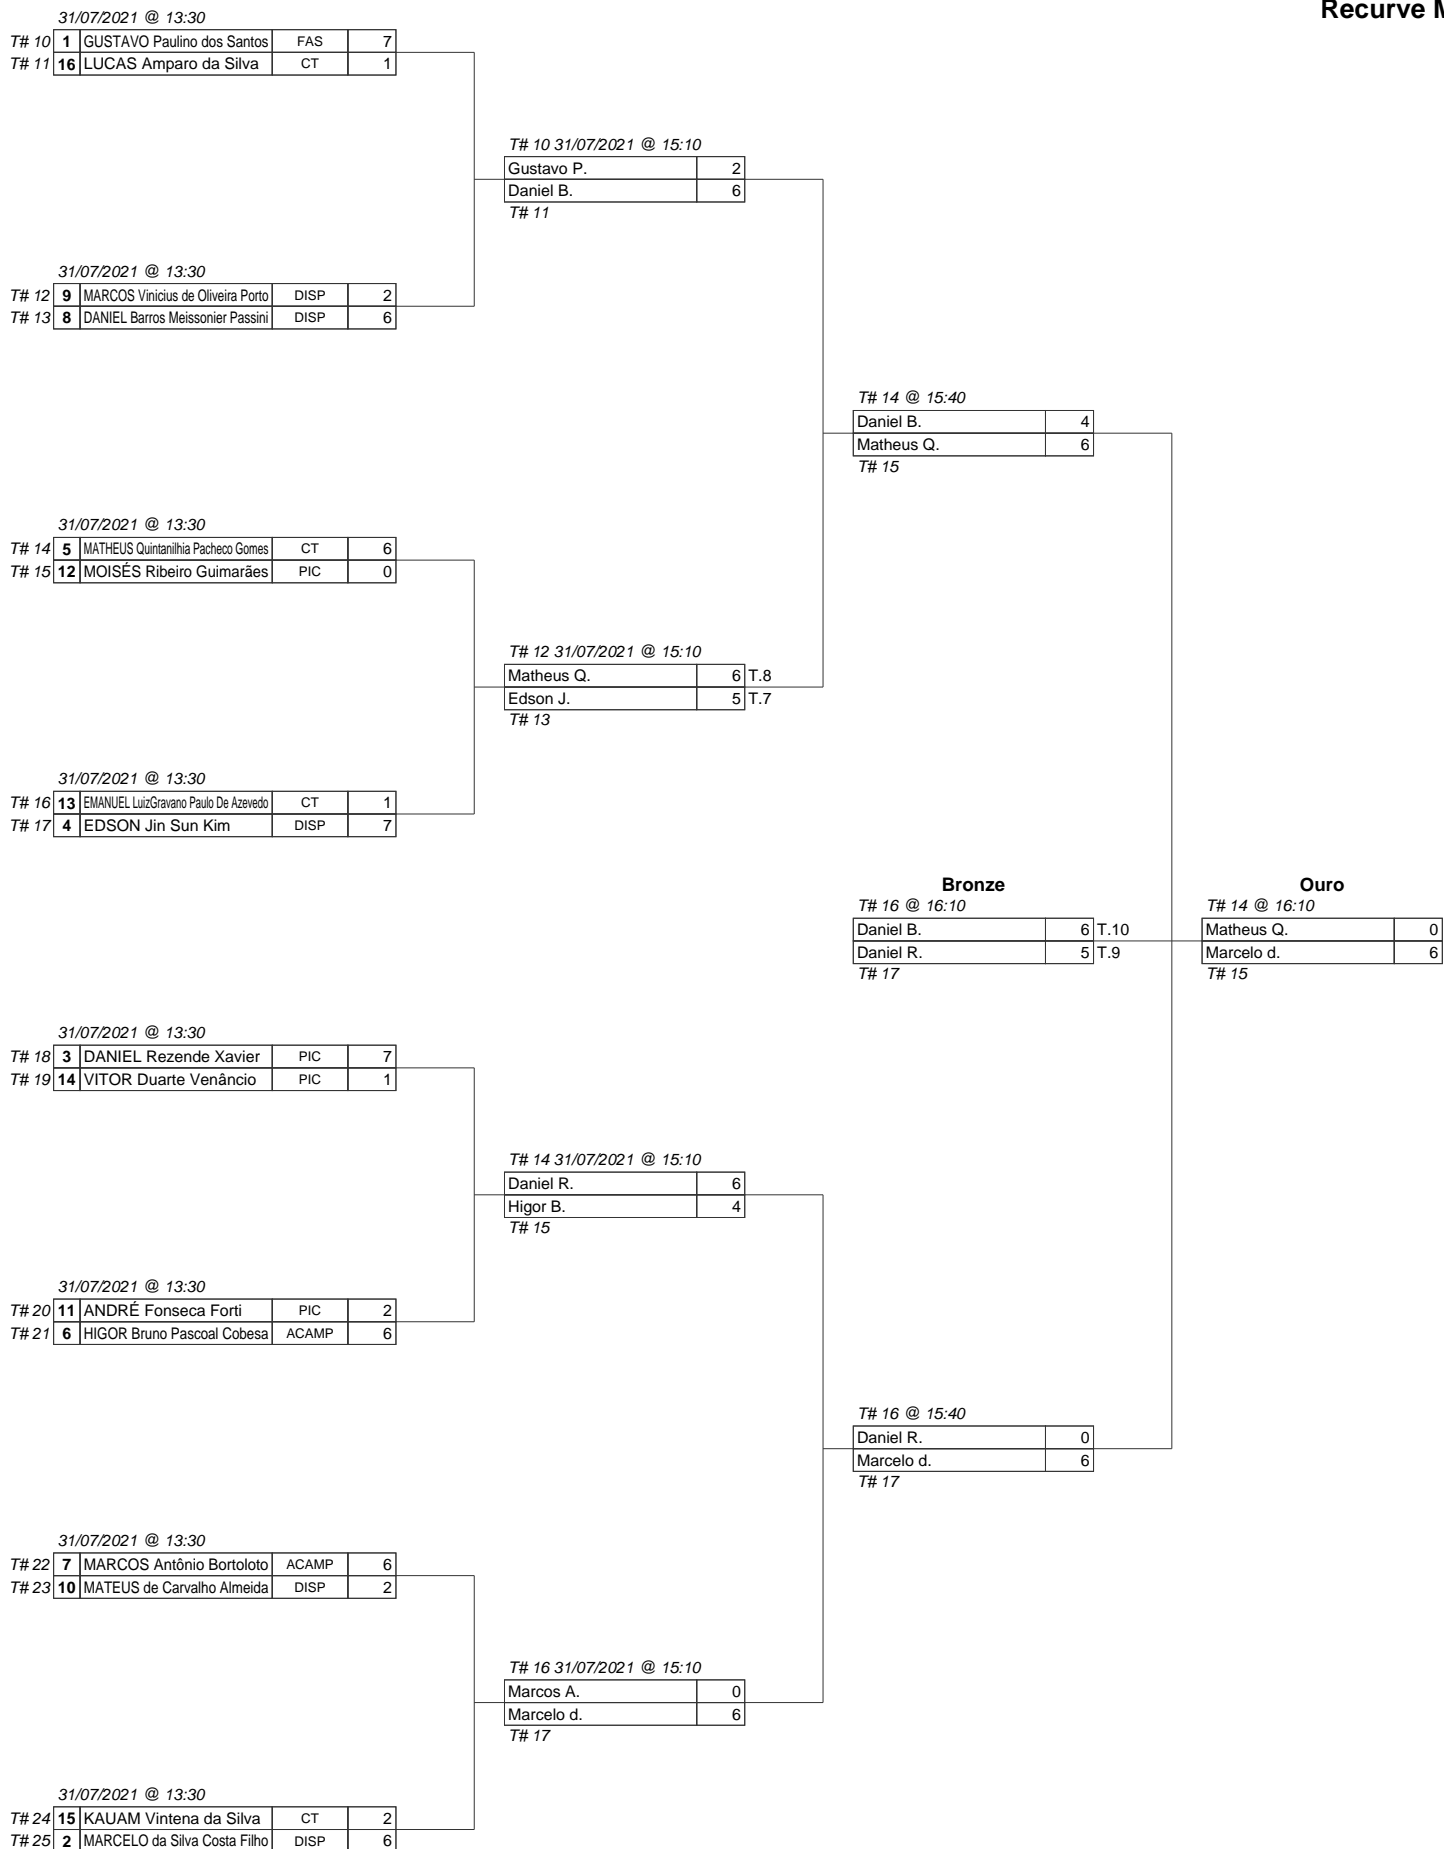 Recurve M
31/07/2021 @ 13:30
T# 10 1 GUSTAVO Paulino dos Santos FAS 7
T# 11 16 LUCAS Amparo da Silva CT 1
T# 10 31/07/2021 @ 15:10
Gustavo P. 2
Daniel B. 6
T# 11
31/07/2021 @ 13:30
T# 12 9 MARCOS Vinicius de Oliveira Porto DISP 2
T# 13 8 DANIEL Barros Meissonier Passini DISP 6
T# 14 @ 15:40
Daniel B. 4
Matheus Q. 6
T# 15
31/07/2021 @ 13:30
T# 14 5 MATHEUS Quintanilhia Pacheco Gomes CT 6
T# 15 12 MOISÉS Ribeiro Guimarães PIC 0
T# 12 31/07/2021 @ 15:10
Matheus Q. 6 T.8
Edson J. 5 T.7
T# 13
31/07/2021 @ 13:30
T# 16 13 EMANUEL LuizGravano Paulo De Azevedo CT 1
T# 17 4 EDSON Jin Sun Kim DISP 7
Bronze
T# 16 @ 16:10
Daniel B. 6 T.10
Daniel R. 5 T.9
T# 17
Ouro
T# 14 @ 16:10
Matheus Q. 0
Marcelo d. 6
T# 15
31/07/2021 @ 13:30
T# 18 3 DANIEL Rezende Xavier PIC 7
T# 19 14 VITOR Duarte Venâncio PIC 1
T# 14 31/07/2021 @ 15:10
Daniel R. 6
Higor B. 4
T# 15
31/07/2021 @ 13:30
T# 20 11 ANDRÉ Fonseca Forti PIC 2
T# 21 6 HIGOR Bruno Pascoal Cobesa ACAMP 6
T# 16 @ 15:40
Daniel R. 0
Marcelo d. 6
T# 17
31/07/2021 @ 13:30
T# 22 7 MARCOS Antônio Bortoloto ACAMP 6
T# 23 10 MATEUS de Carvalho Almeida DISP 2
T# 16 31/07/2021 @ 15:10
Marcos A. 0
Marcelo d. 6
T# 17
31/07/2021 @ 13:30
T# 24 15 KAUAM Vintena da Silva CT 2
T# 25 2 MARCELO da Silva Costa Filho DISP 6